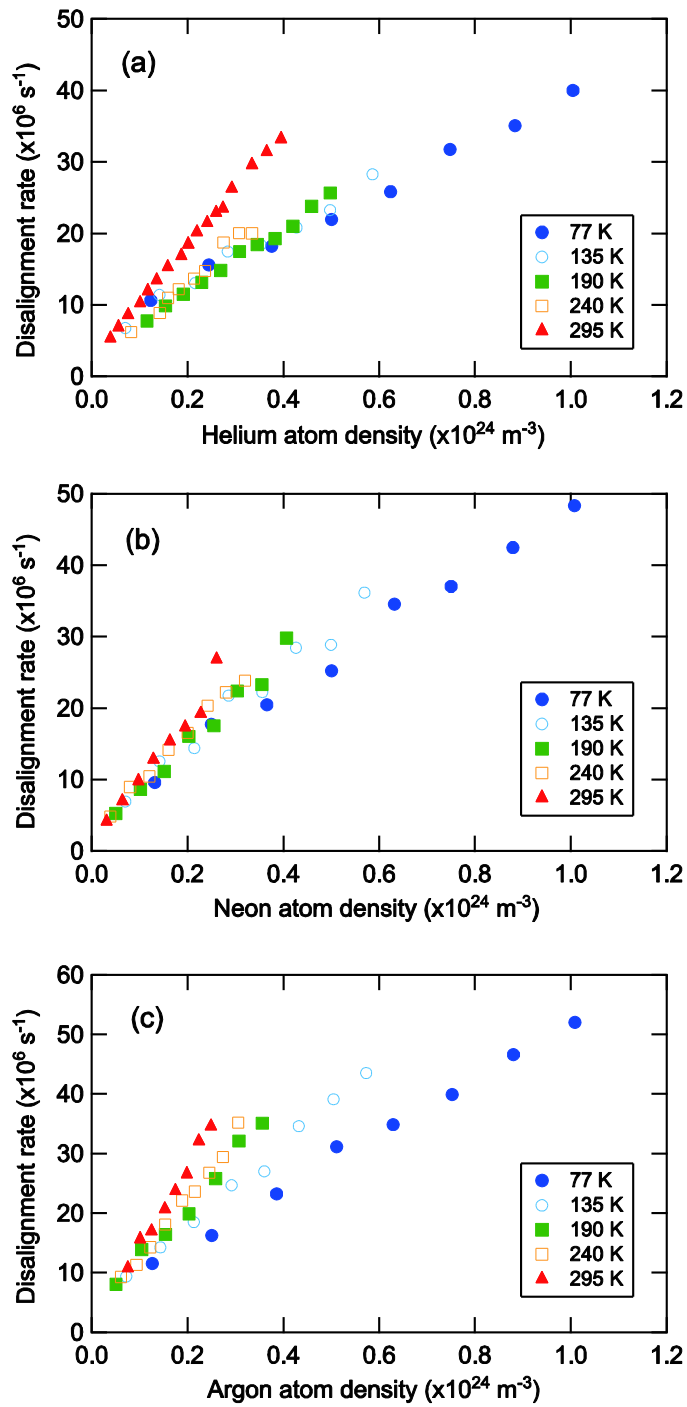 (a)
50
40
30
20
10
0
Disalignment rate (x10⁶ s⁻¹)
77 K
135 K
190 K
240 K
295 K
0.0 0.2 0.4 0.6 0.8 1.0 1.2
Helium atom density (x10²⁴ m⁻³)
(b)
50
40
30
20
10
0
Disalignment rate (x10⁶ s⁻¹)
77 K
135 K
190 K
240 K
295 K
0.0 0.2 0.4 0.6 0.8 1.0 1.2
Neon atom density (x10²⁴ m⁻³)
(c)
60
50
40
30
20
10
0
Disalignment rate (x10⁶ s⁻¹)
77 K
135 K
190 K
240 K
295 K
0.0 0.2 0.4 0.6 0.8 1.0 1.2
Argon atom density (x10²⁴ m⁻³)